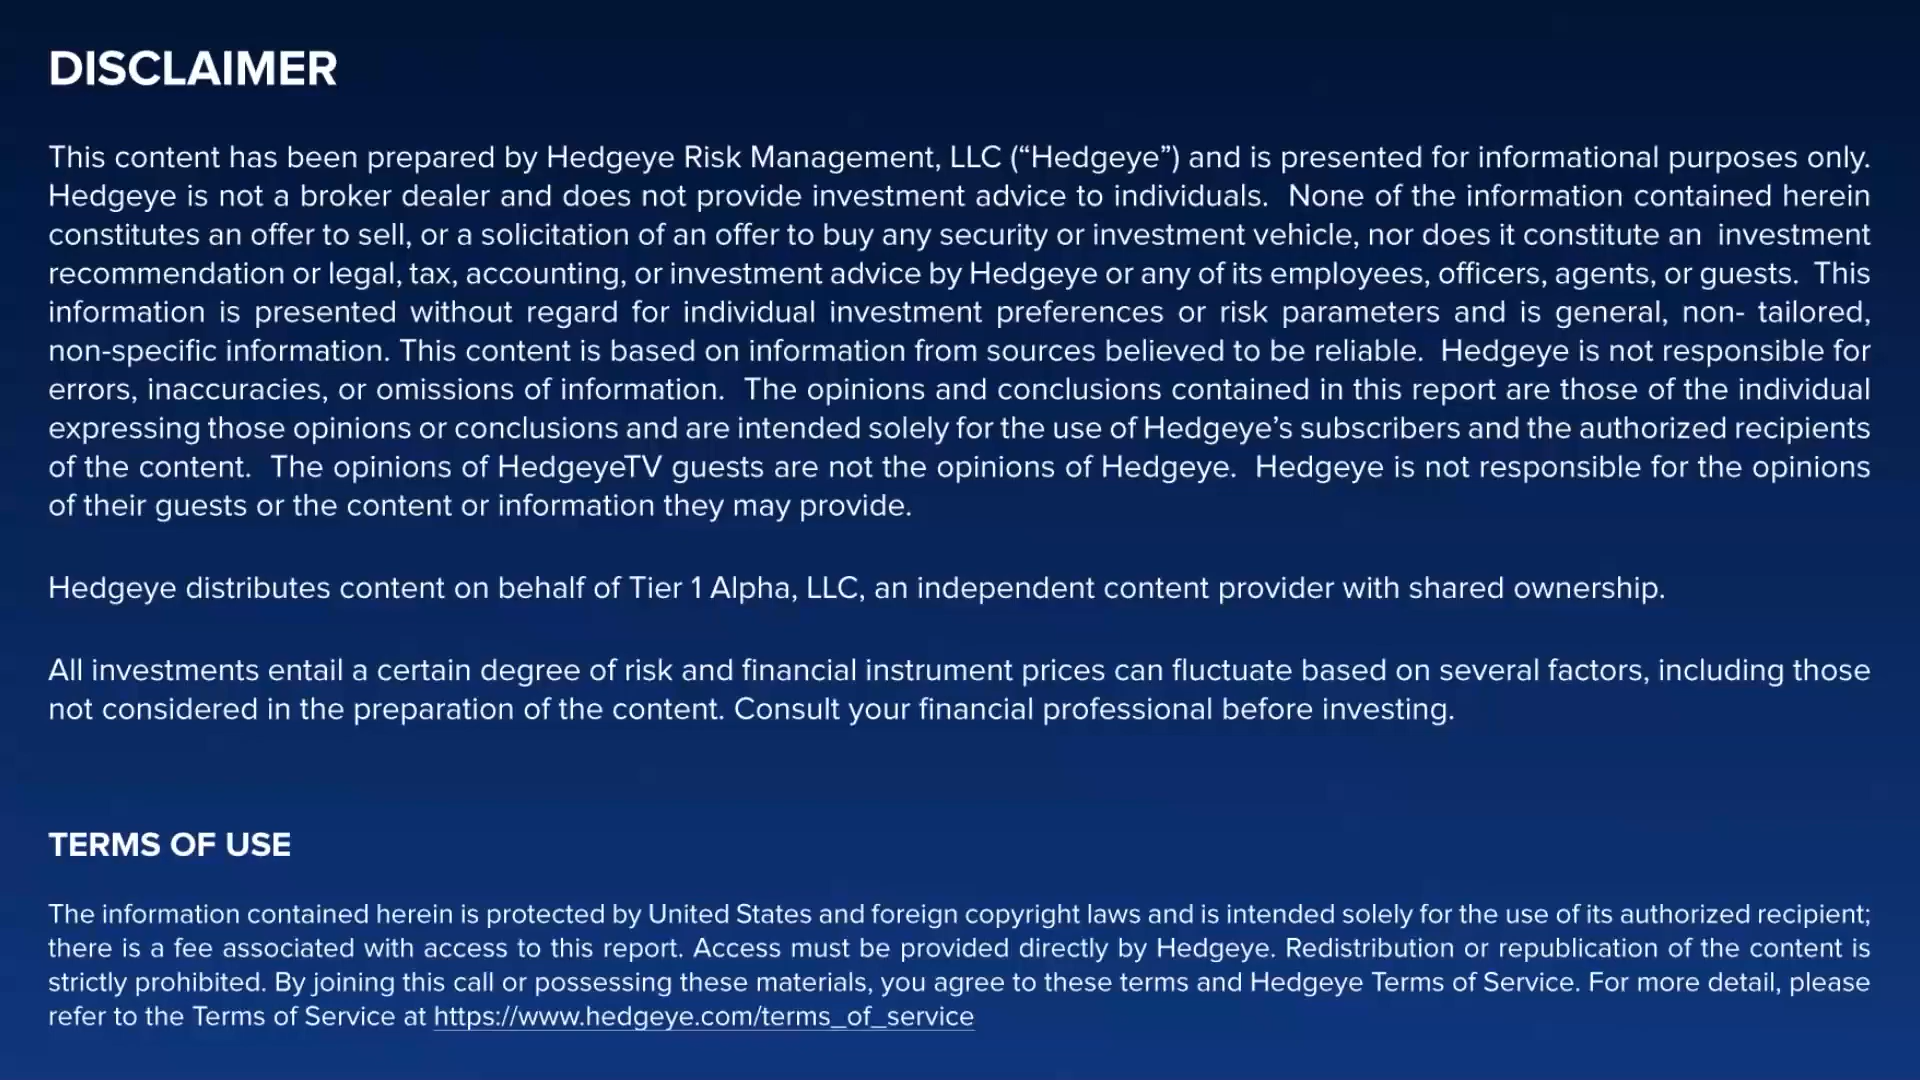 DISCLAIMER
This content has been prepared by Hedgeye Risk Management, LLC (“Hedgeye”) and is presented for informational purposes only.
Hedgeye is not a broker dealer and does not provide investment advice to individuals.  None of the information contained herein
constitutes an offer to sell, or a solicitation of an offer to buy any security or investment vehicle, nor does it constitute an  investment
recommendation or legal, tax, accounting, or investment advice by Hedgeye or any of its employees, officers, agents, or guests.  This
information is presented without regard for individual investment preferences or risk parameters and is general, non- tailored,
non-specific information. This content is based on information from sources believed to be reliable.  Hedgeye is not responsible for
errors, inaccuracies, or omissions of information.  The opinions and conclusions contained in this report are those of the individual
expressing those opinions or conclusions and are intended solely for the use of Hedgeye’s subscribers and the authorized recipients
of the content.  The opinions of HedgeyeTV guests are not the opinions of Hedgeye.  Hedgeye is not responsible for the opinions
of their guests or the content or information they may provide.
Hedgeye distributes content on behalf of Tier 1 Alpha, LLC, an independent content provider with shared ownership.
All investments entail a certain degree of risk and financial instrument prices can fluctuate based on several factors, including those
not considered in the preparation of the content. Consult your financial professional before investing.
TERMS OF USE
The information contained herein is protected by United States and foreign copyright laws and is intended solely for the use of its authorized recipient;
there is a fee associated with access to this report. Access must be provided directly by Hedgeye. Redistribution or republication of the content is
strictly prohibited. By joining this call or possessing these materials, you agree to these terms and Hedgeye Terms of Service. For more detail, please
refer to the Terms of Service at https://www.hedgeye.com/terms_of_service